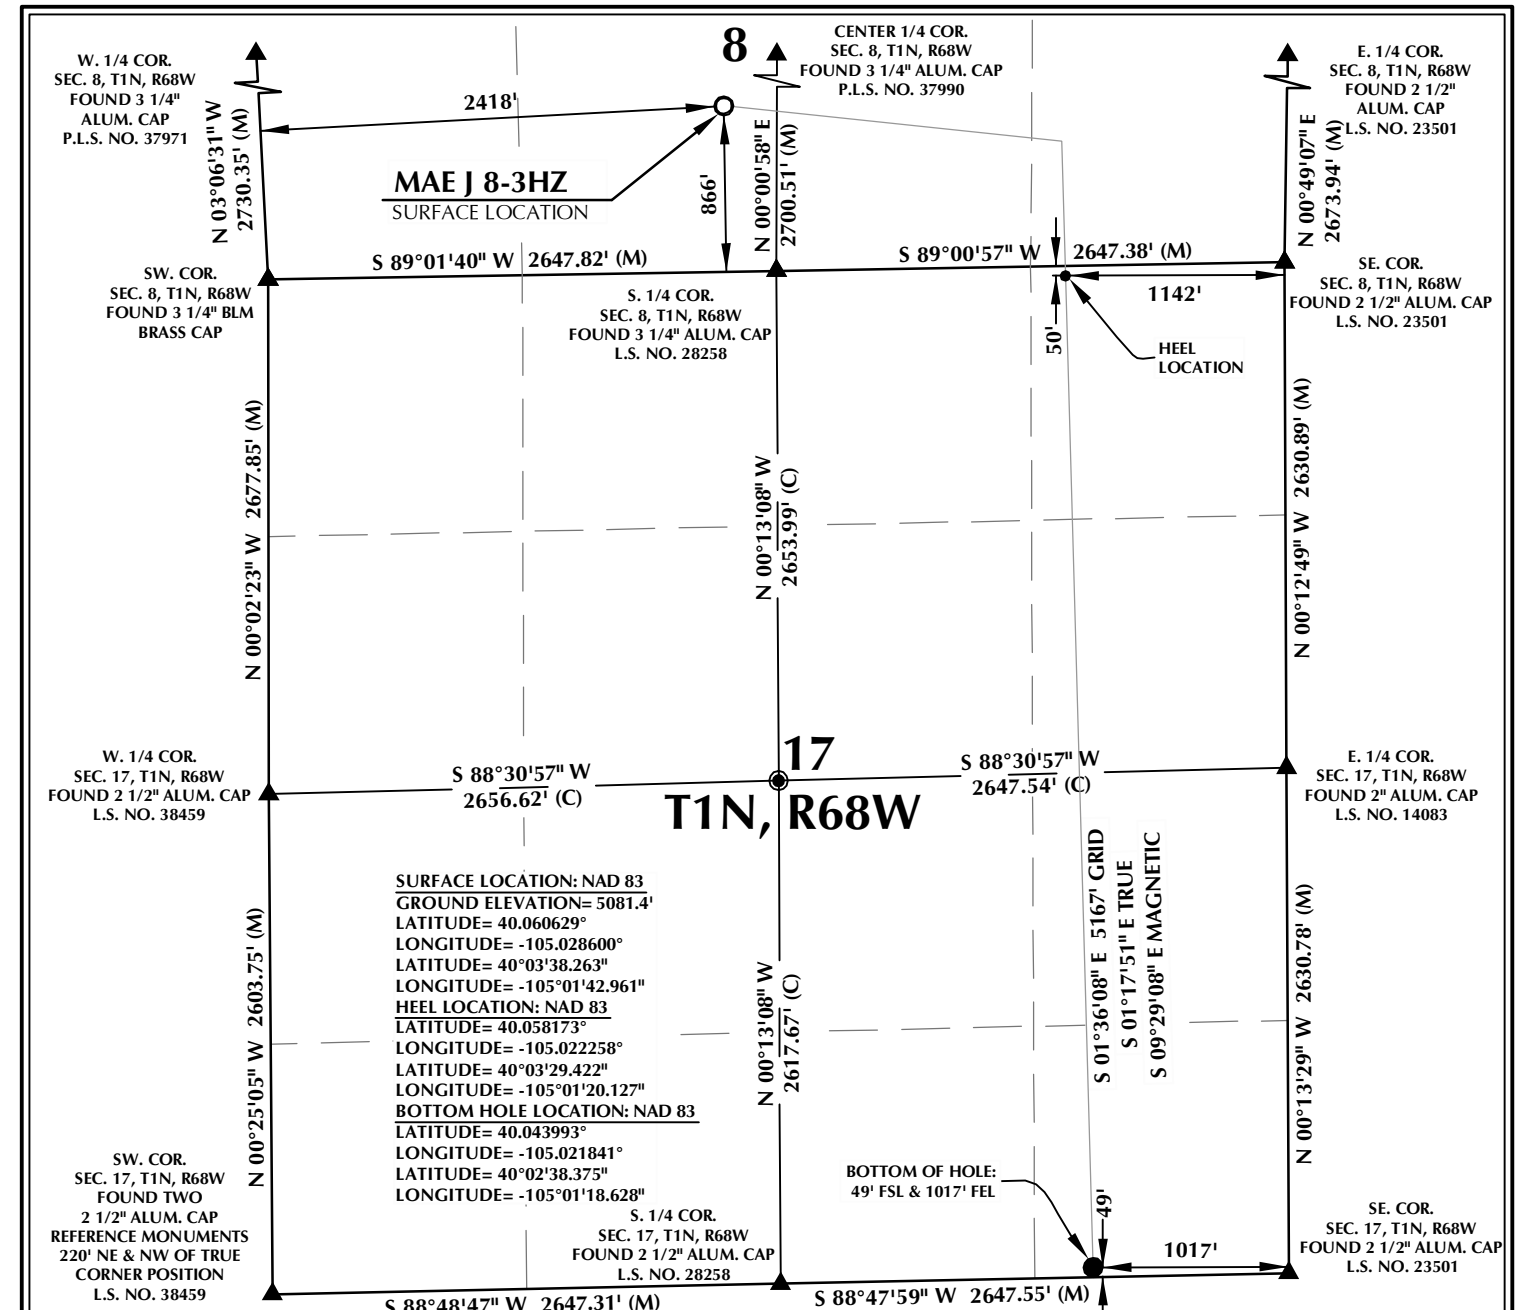 W. 1/4 COR.
SEC. 8, T1N, R68W
FOUND 3 1/4"
ALUM. CAP
P.L.S. NO. 37971
8
CENTER 1/4 COR.
SEC. 8, T1N, R68W
FOUND 3 1/4" ALUM. CAP
P.L.S. NO. 37990
E. 1/4 COR.
SEC. 8, T1N, R68W
FOUND 2 1/2"
ALUM. CAP
L.S. NO. 23501
2418'
N 03°06'31" W
2730.35' (M)
MAE J 8-3HZ
SURFACE LOCATION
866'
N 00°00'58" E
2700.51' (M)
N 00°49'07" E
2673.94' (M)
S 89°01'40" W 2647.82' (M)
S 89°00'57" W 2647.38' (M)
SW. COR.
SEC. 8, T1N, R68W
FOUND 3 1/4" BLM
BRASS CAP
S. 1/4 COR.
SEC. 8, T1N, R68W
FOUND 3 1/4" ALUM. CAP
L.S. NO. 28258
SE. COR.
SEC. 8, T1N, R68W
FOUND 2 1/2" ALUM. CAP
L.S. NO. 23501
1142'
50'
HEEL
LOCATION
N 00°02'23" W 2677.85' (M)
N 00°13'08" W
2653.99' (C)
N 00°12'49" W 2630.89' (M)
W. 1/4 COR.
SEC. 17, T1N, R68W
FOUND 2 1/2" ALUM. CAP
L.S. NO. 38459
S 88°30'57" W
2656.62' (C)
17
T1N, R68W
S 88°30'57" W
2647.54' (C)
E. 1/4 COR.
SEC. 17, T1N, R68W
FOUND 2" ALUM. CAP
L.S. NO. 14083
SURFACE LOCATION: NAD 83
GROUND ELEVATION= 5081.4'
LATITUDE= 40.060629°
LONGITUDE= -105.028600°
LATITUDE= 40°03'38.263"
LONGITUDE= -105°01'42.961"
HEEL LOCATION: NAD 83
LATITUDE= 40.058173°
LONGITUDE= -105.022258°
LATITUDE= 40°03'29.422"
LONGITUDE= -105°01'20.127"
BOTTOM HOLE LOCATION: NAD 83
LATITUDE= 40.043993°
LONGITUDE= -105.021841°
LATITUDE= 40°02'38.375"
LONGITUDE= -105°01'18.628"
N 00°25'05" W 2603.75' (M)
N 00°13'08" W
2617.67' (C)
S 01°36'08" E 5167' GRID
S 01°17'51" E TRUE
S 09°29'08" E MAGNETIC
N 00°13'29" W 2630.78' (M)
SW. COR.
SEC. 17, T1N, R68W
FOUND TWO
2 1/2" ALUM. CAP
REFERENCE MONUMENTS
220' NE & NW OF TRUE
CORNER POSITION
L.S. NO. 38459
S. 1/4 COR.
SEC. 17, T1N, R68W
FOUND 2 1/2" ALUM. CAP
L.S. NO. 28258
BOTTOM OF HOLE:
49' FSL & 1017' FEL
49'
1017'
SE. COR.
SEC. 17, T1N, R68W
FOUND 2 1/2" ALUM. CAP
L.S. NO. 23501
S 88°48'47" W 2647.31' (M)
S 88°47'59" W 2647.55' (M)